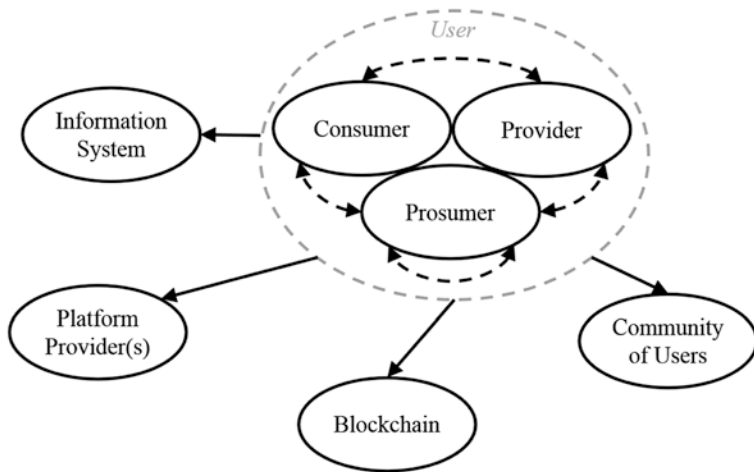 User
Consumer
Provider
Information
System
Prosumer
Platform
Provider(s)
Community
of Users
Blockchain